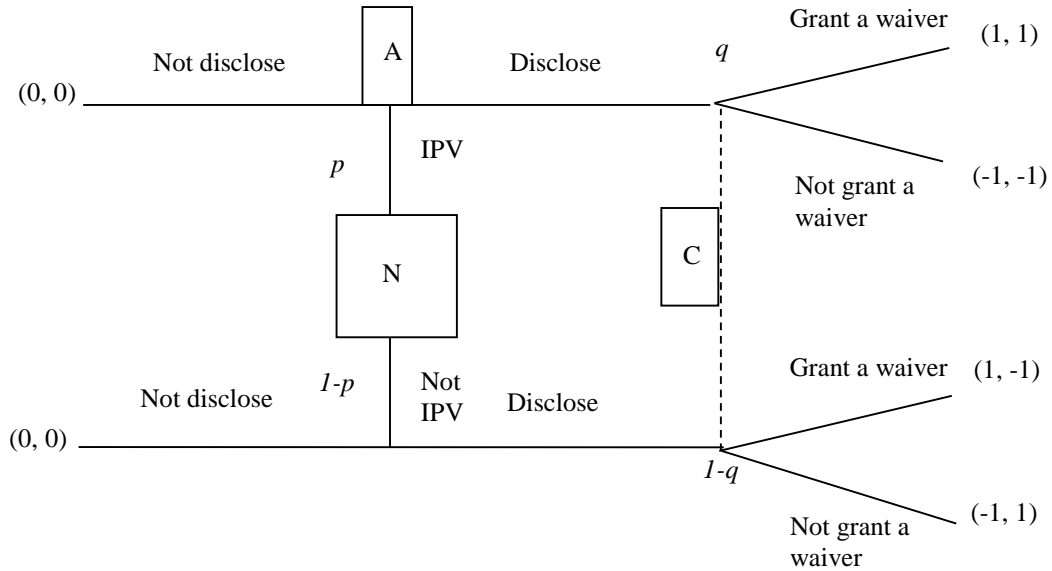 Grant a waiver
(1, 1)
A
Not disclose
Disclose
q
(0, 0)
IPV
p
(-1, -1)
Not grant a
waiver
C
N
Grant a waiver
(1, -1)
1-p
Not
IPV
Not disclose
Disclose
(0, 0)
1-q
(-1, 1)
Not grant a
waiver